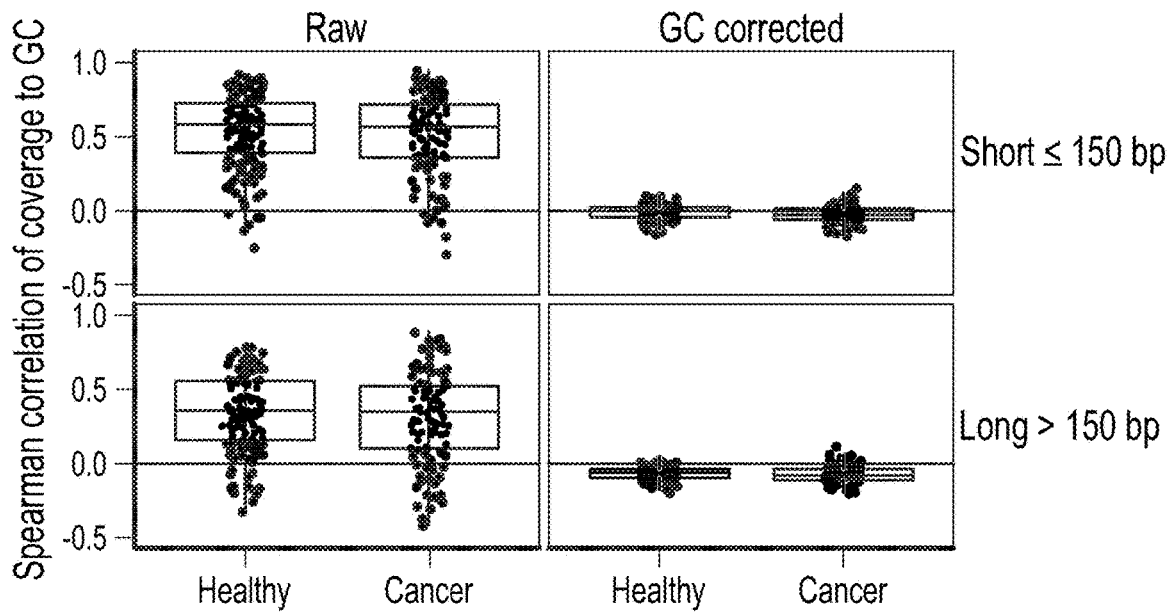 Raw
GC corrected
Spearman correlation of coverage to GC
1.0
0.5
0.0
-0.5
Short ≤ 150 bp
1.0
0.5
0.0
-0.5
Long > 150 bp
Healthy
Cancer
Healthy
Cancer